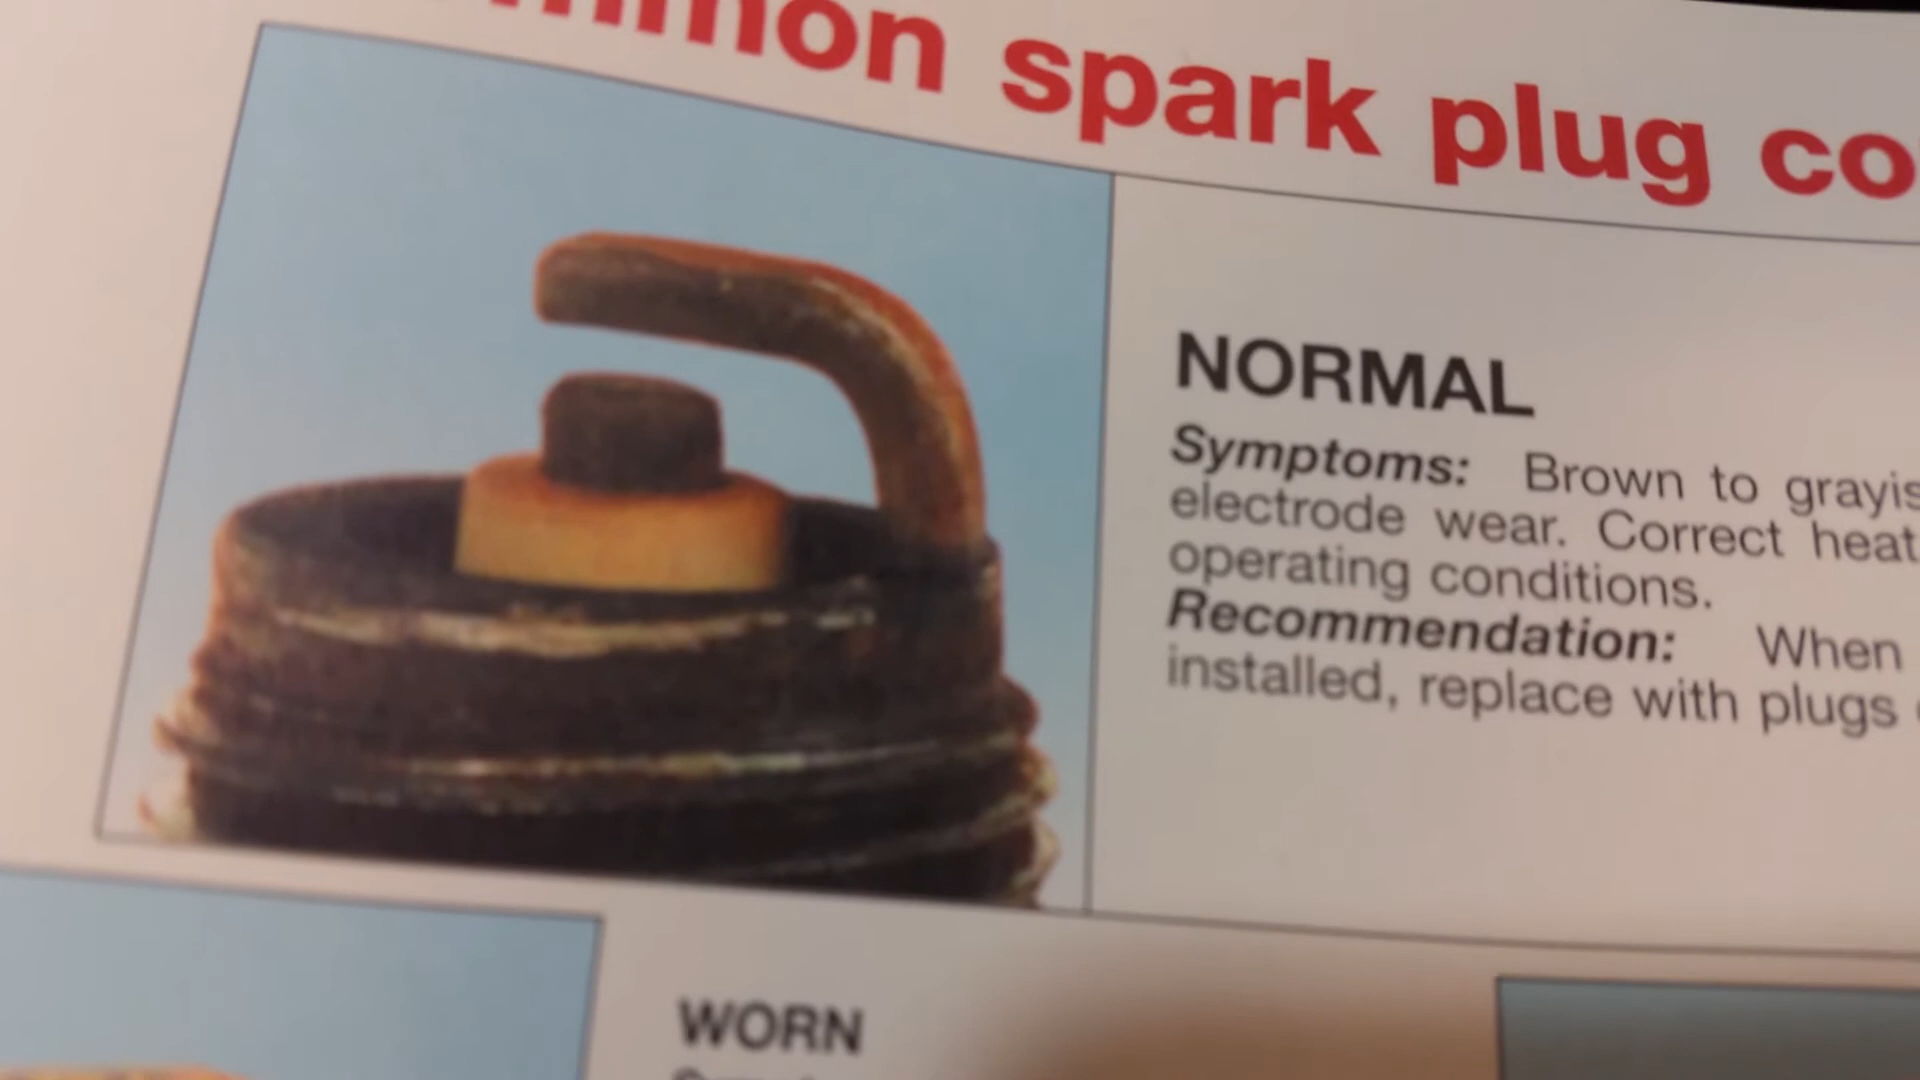 mmon spark plug co
NORMAL
Symptoms: Brown to grayis
electrode wear. Correct heat
operating conditions.
Recommendation: When
installed, replace with plugs
WORN